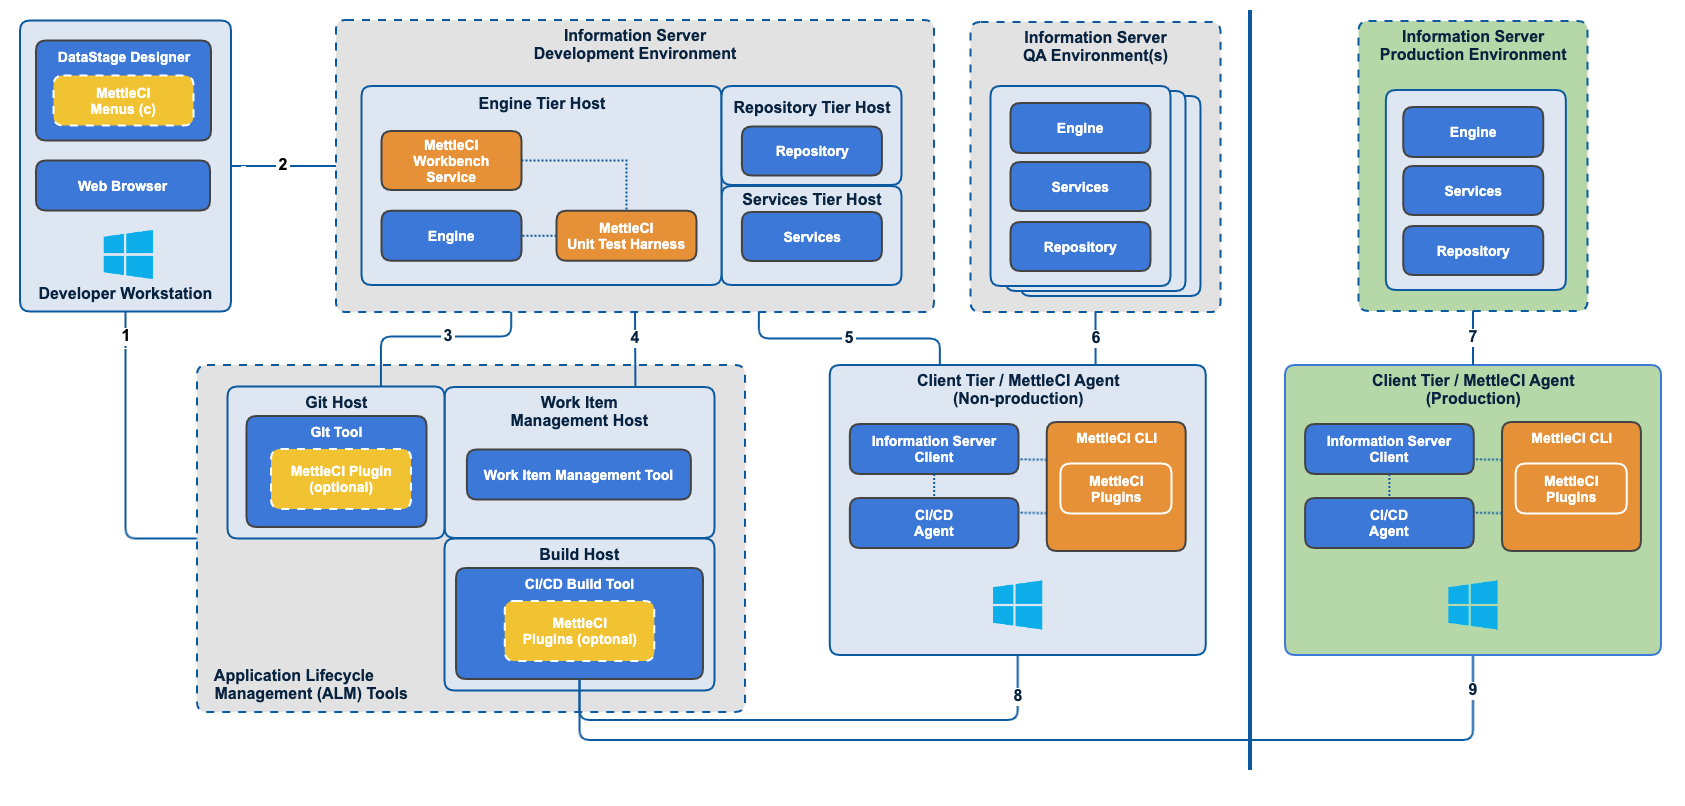 DataStage Designer
MettleCI
Menus (c)
Web Browser
Developer Workstation
1
2
Information Server
Development Environment
Engine Tier Host
MettleCI
Workbench
Service
Engine
MettleCI
Unit Test Harness
Repository Tier Host
Repository
Services Tier Host
Services
Information Server
QA Environment(s)
Engine
Services
Repository
Information Server
Production Environment
Engine
Services
Repository
3
4
5
6
7
Git Host
GIt Tool
MettleCI Plugin
(optional)
Work Item
Management Host
Work Item Management Tool
Build Host
CI/CD Build Tool
MettleCI
Plugins (optonal)
Application Lifecycle
Management (ALM) Tools
Client Tier / MettleCI Agent
(Non-production)
Information Server
Client
CI/CD
Agent
MettleCI CLI
MettleCI
Plugins
8
Client Tier / MettleCI Agent
(Production)
Information Server
Client
CI/CD
Agent
MettleCI CLI
MettleCI
Plugins
9